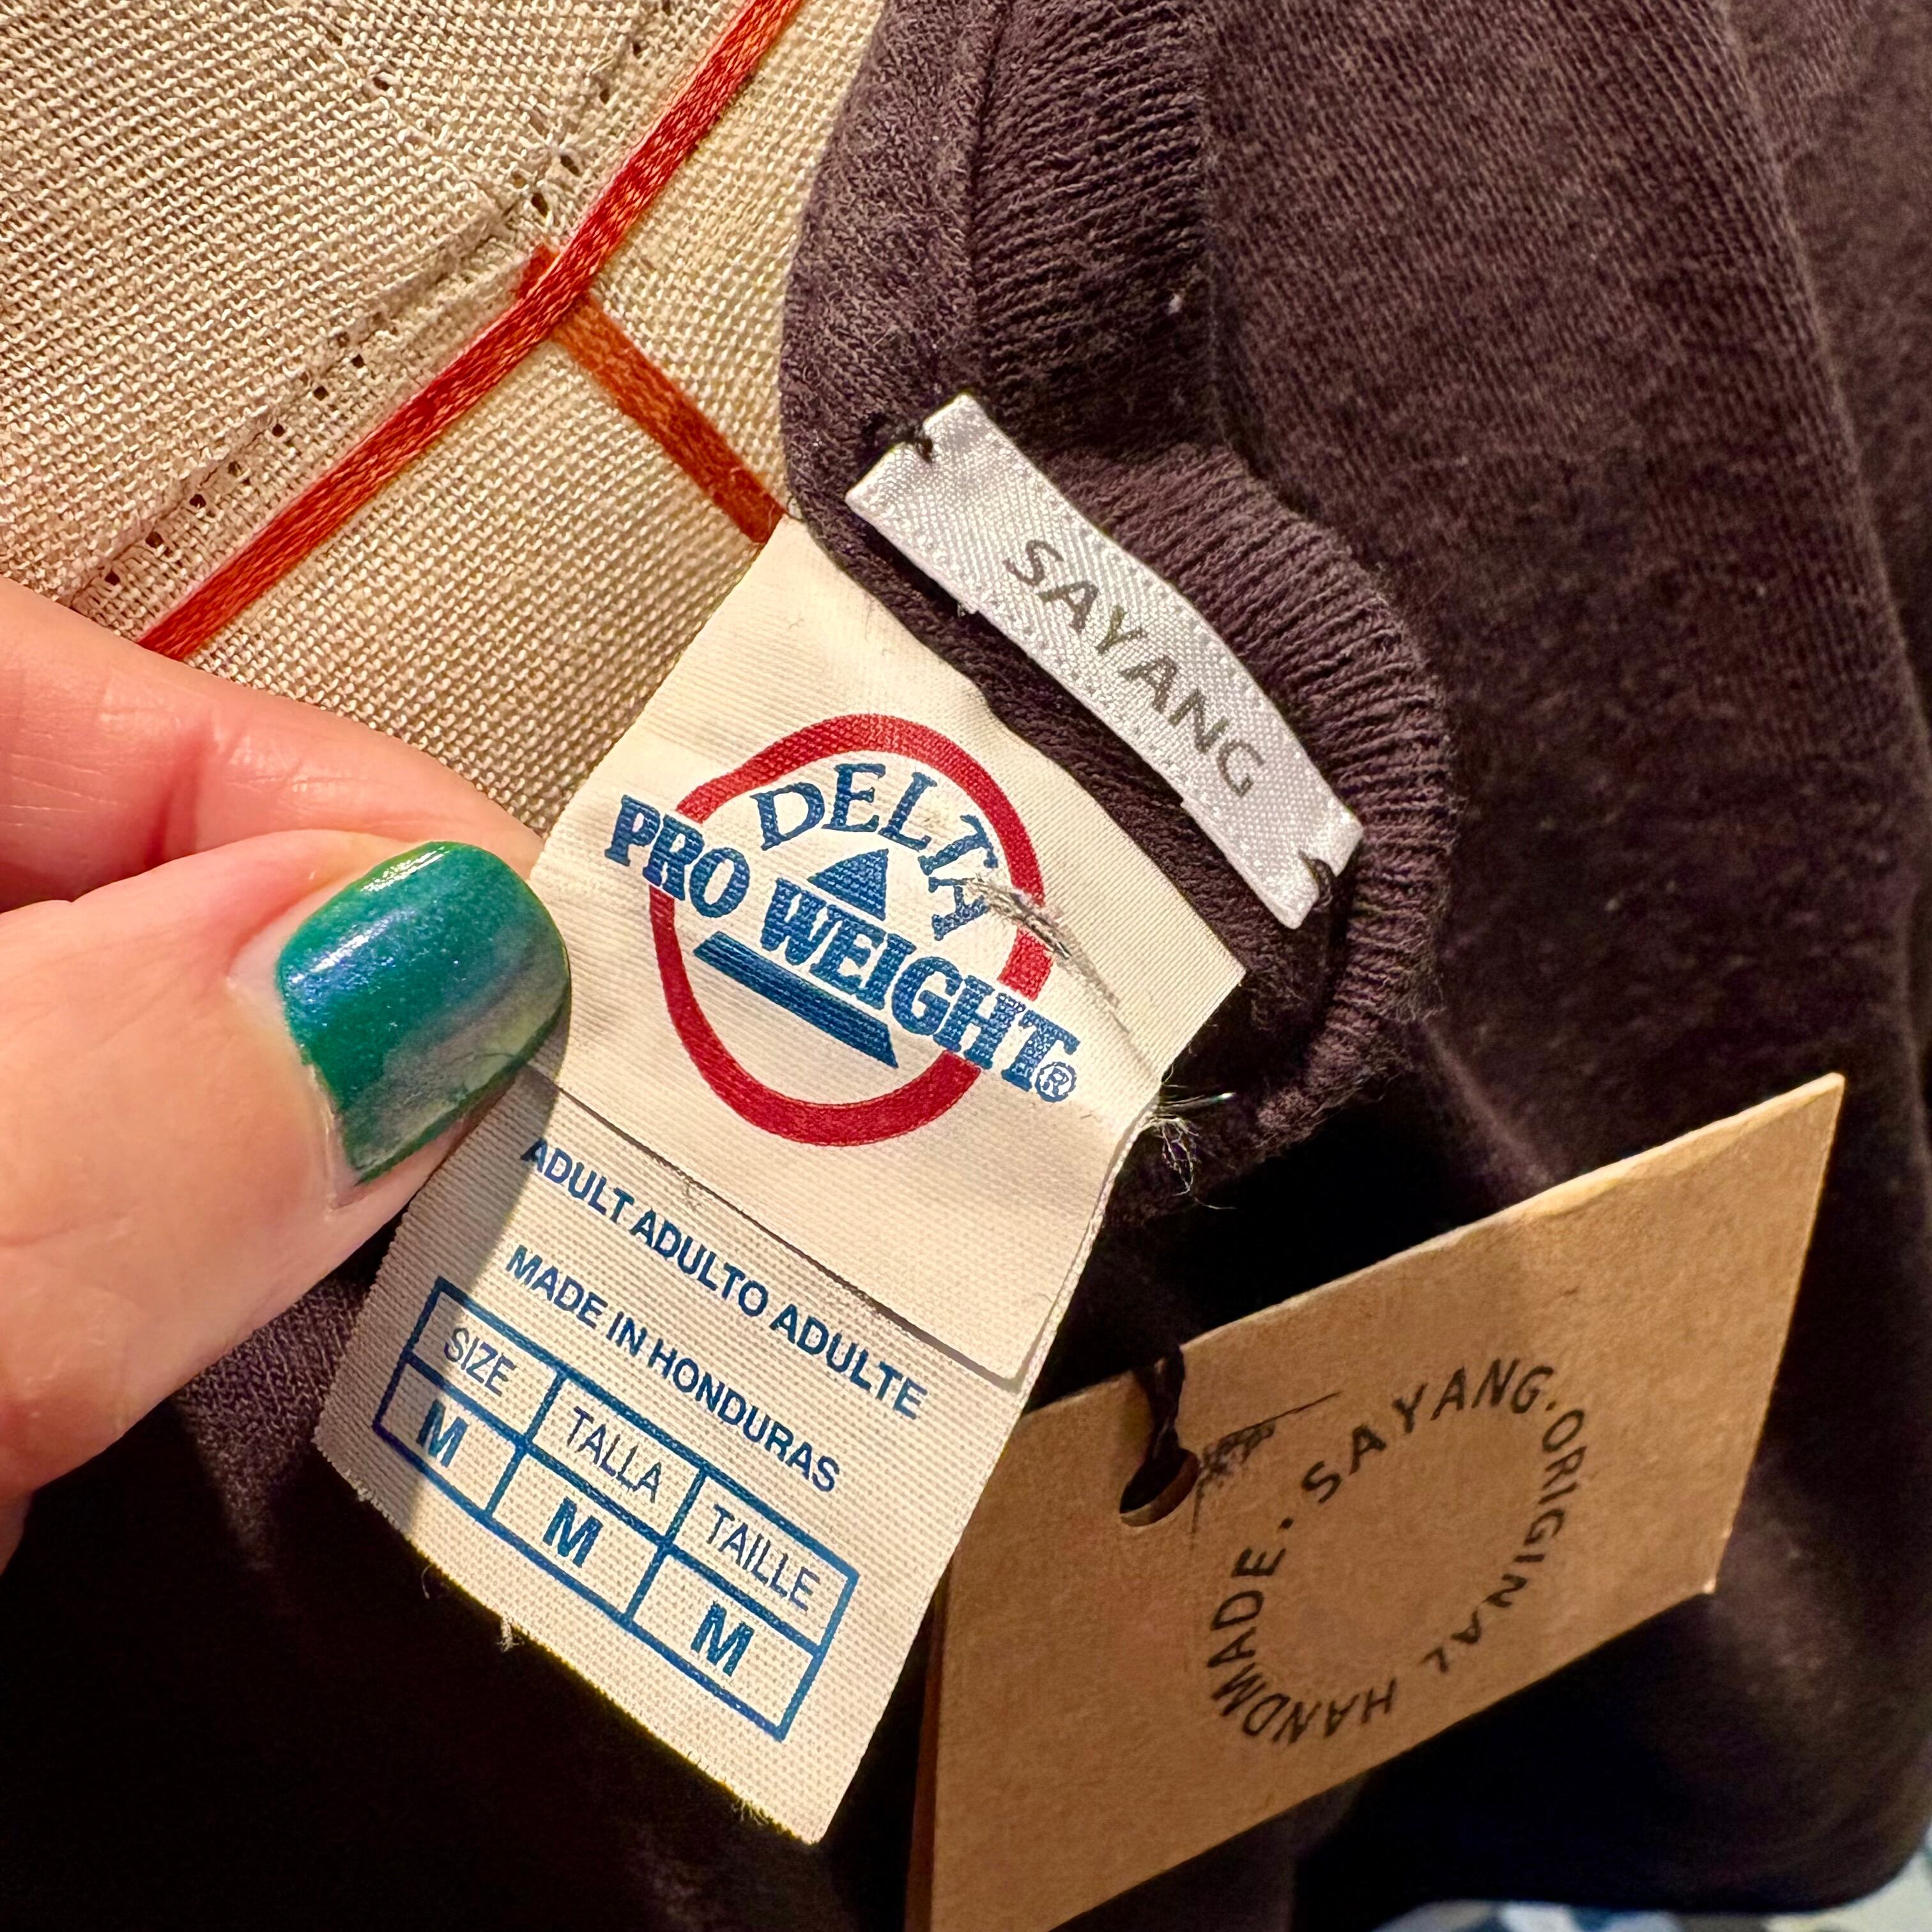 SAYANG
DELTA
PRO WEIGHT®
ADULT ADULTO ADULTE
MADE IN HONDURAS
SIZE TALLA TAILLE
M M M
SAYANG. ORIGINAL HANDMADE.